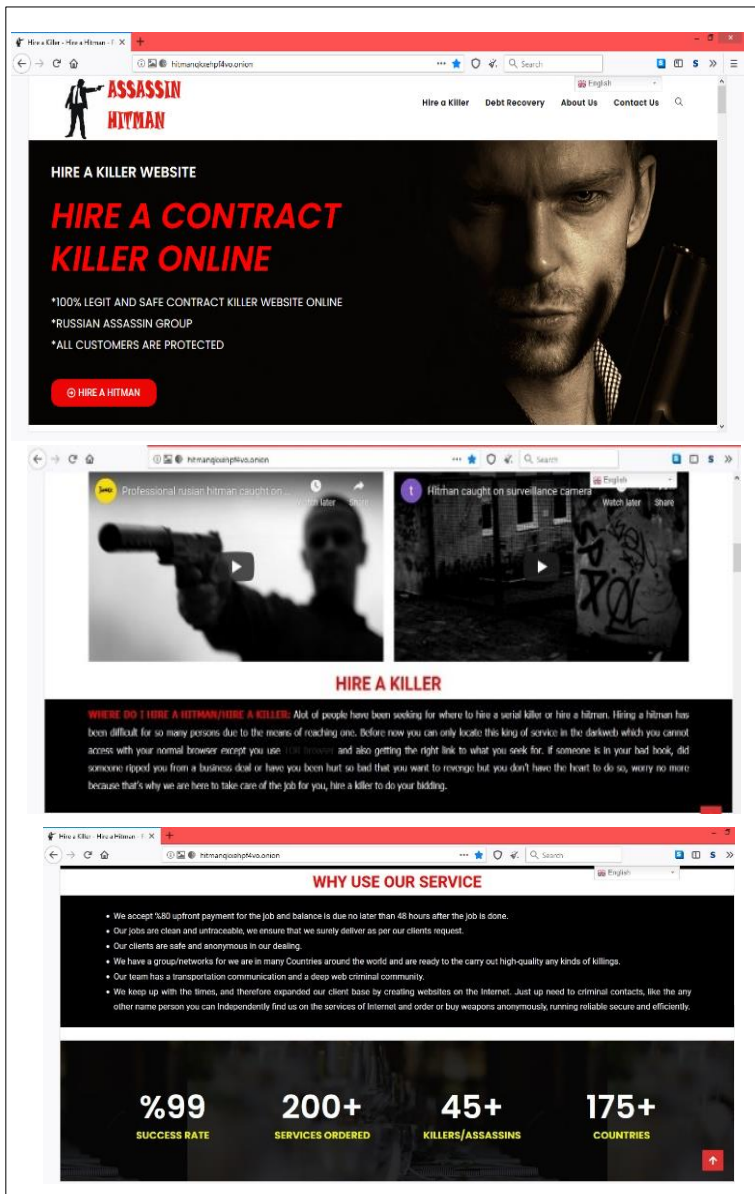 Hire a Killer - Hire a Hitman - F
Search
ASSASSIN
HITMAN
English
Hire a Killer Debt Recovery About Us Contact Us
HIRE A KILLER WEBSITE
HIRE A CONTRACT
KILLER ONLINE
*100% LEGIT AND SAFE CONTRACT KILLER WEBSITE ONLINE
*RUSSIAN ASSASSIN GROUP
*ALL CUSTOMERS ARE PROTECTED
HIRE A HITMAN
Search
English
Professional rusian hitman caught on ...
Watch later Share
t Hitman caught on surveillance camera
Watch later Share
HIRE A KILLER
WHERE DO I HIRE A HITMAN/HIRE A KILLER: Alot of people have been seeking for where to hire a serial killer or hire a hitman. Hiring a hitman has
been difficult for so many persons due to the means of reaching one. Before now you can only locate this king of service in the darkweb which you cannot
access with your normal browser except you use TOR browser and also getting the right link to what you seek for. if someone is in your bad book, did
someone ripped you from a business deal or have you been hurt so bad that you want to revenge but you don't have the heart to do so, worry no more
because that's why we are here to take care of the job for you, hire a killer to do your bidding.
Hire a Killer - Hire a Hitman - F
Search
English
WHY USE OUR SERVICE
• We accept %80 upfront payment for the job and balance is due no later than 48 hours after the job is done.
• Our jobs are clean and untraceable, we ensure that we surely deliver as per our clients request.
• Our clients are safe and anonymous in our dealing.
• We have a group/networks for we are in many Countries around the world and are ready to the carry out high-quality any kinds of killings.
• Our team has a transportation communication and a deep web criminal community.
• We keep up with the times, and therefore expanded our client base by creating websites on the Internet. Just up need to criminal contacts, like the any
other name person you can Independently find us on the services of Internet and order or buy weapons anonymously, running reliable secure and efficiently.
%99 200+ 45+ 175+
SUCCESS RATE SERVICES ORDERED KILLERS/ASSASSINS COUNTRIES